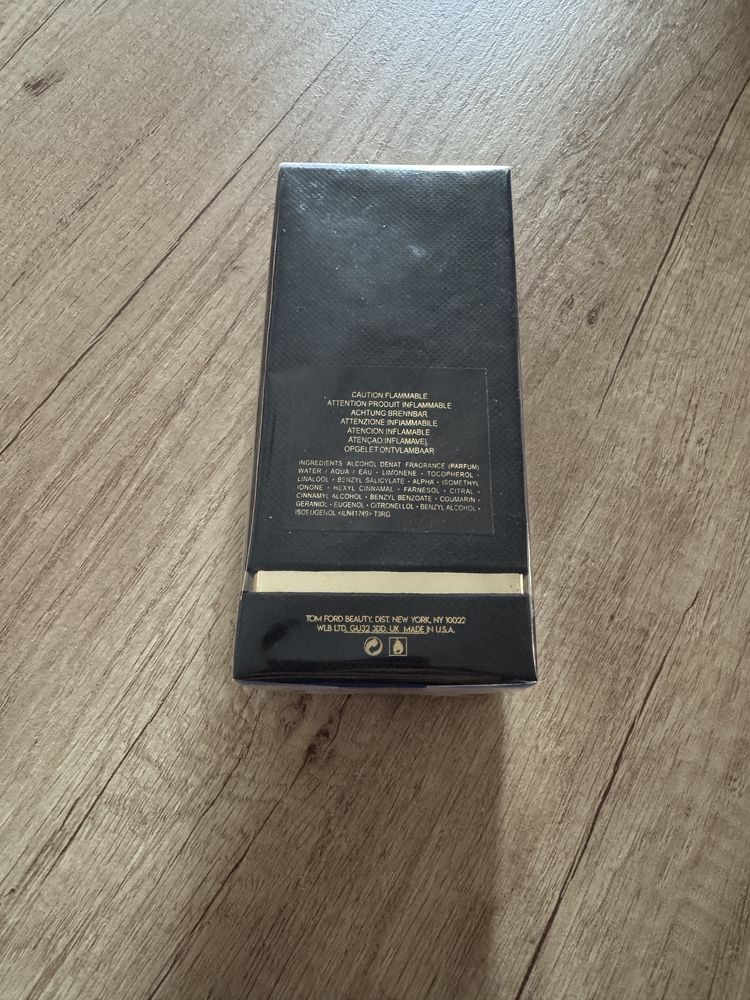 CAUTION FLAMMABLE
ATTENTION PRODUIT INFLAMMABLE
ACHTUNG BRENNBAR
ATTENZIONE INFIAMMABILE
ATENCION INFLAMABLE
ATENÇAO INFLAMAVEL
OPGELET ONTVLAMBAAR
INGREDIENTS ALCOHOL DENAT FRAGRANCE (PARFUM)
WATER / AQUA / EAU • LIMONENE • TOCOPHEROL •
LINALOOL • BENZYL SALICYLATE • ALPHA • ISOMETHYL
IONONE • HEXYL CINNAMAL • FARNESOL • CITRAL •
CINNAMYL ALCOHOL • BENZYL BENZOATE • COUMARIN •
GERANIOL • EUGENOL • CITRONELLOL • BENZYL ALCOHOL •
ISOEUGENOL <ILN41749> T3RG
TOM FORD BEAUTY, DIST. NEW YORK, NY 10022
WLB LTD, GU32 3DD, UK MADE IN U.S.A.